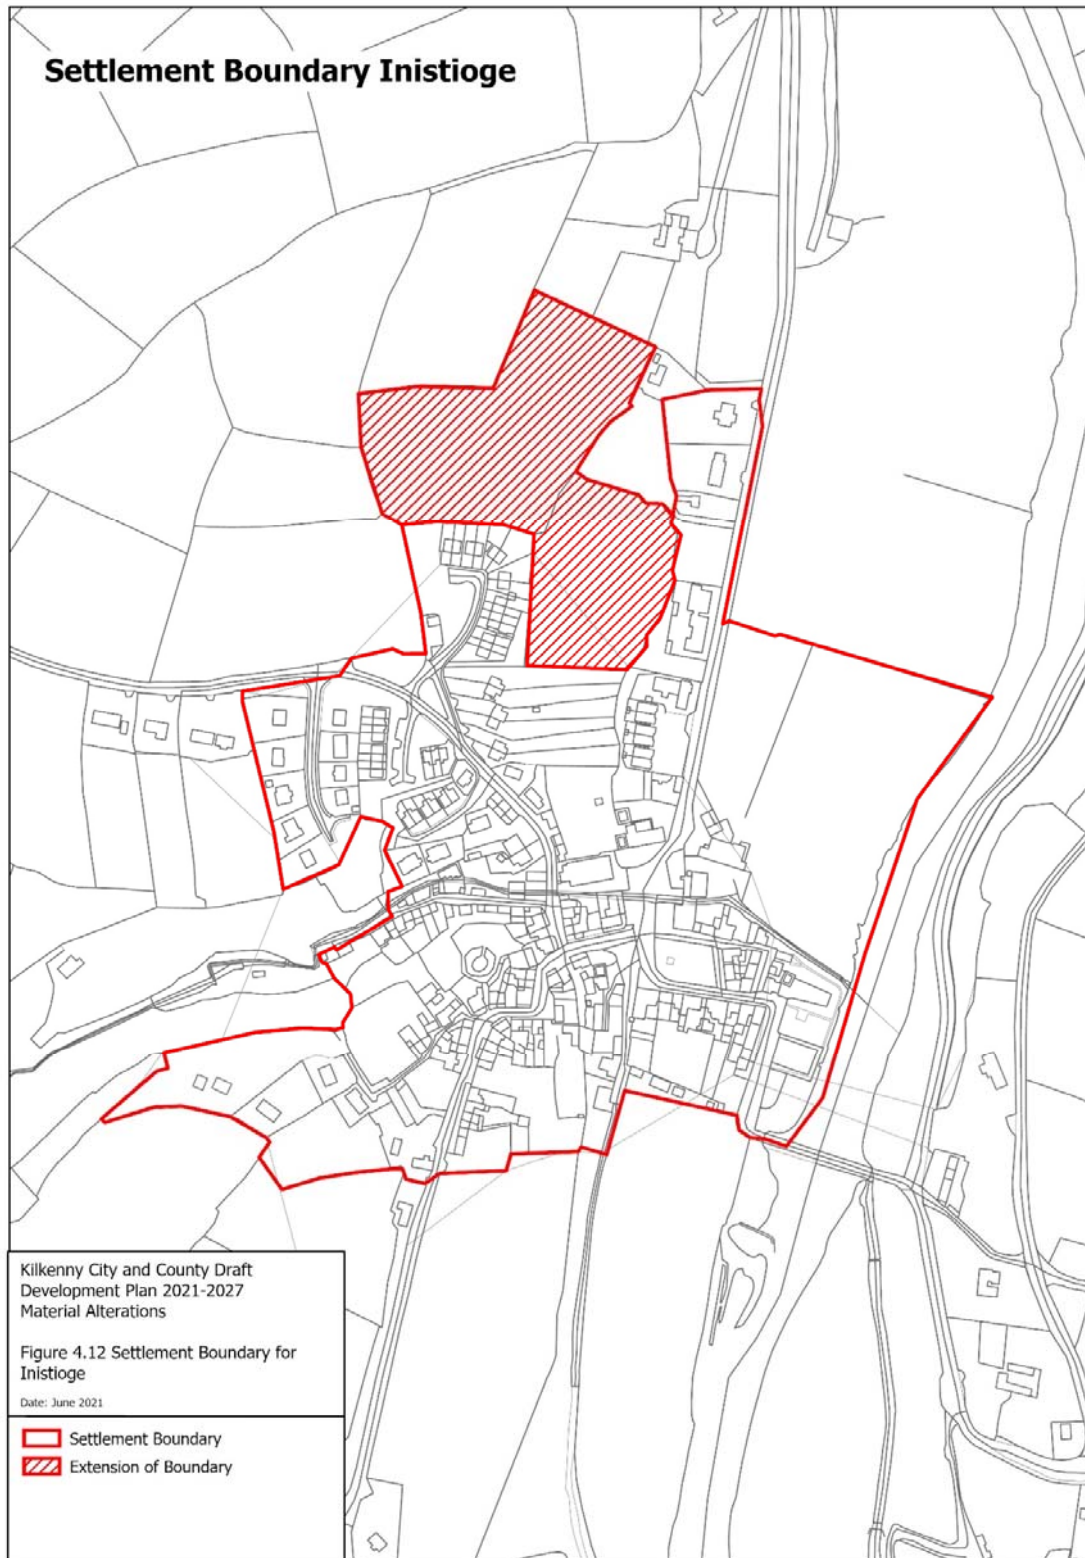 Settlement Boundary Inistioge
Kilkenny City and County Draft
Development Plan 2021-2027
Material Alterations
Figure 4.12 Settlement Boundary for
Inistioge
Date: June 2021
Settlement Boundary
Extension of Boundary